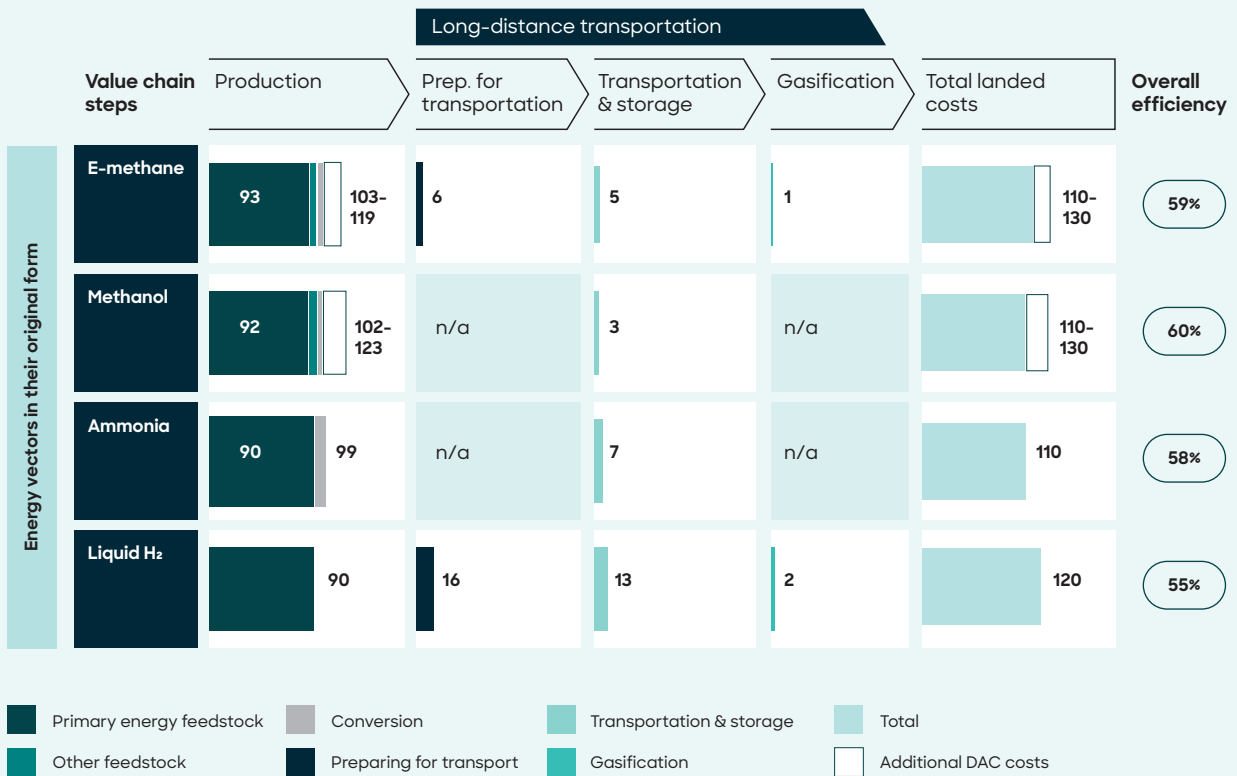 Long-distance transportation
Value chain
steps
Production
Prep. for
transportation
Transportation
& storage
Gasification
Total landed
costs
Overall
efficiency
Energy vectors in their original form
E-methane
93
103-
119
6
5
1
110-
130
59%
Methanol
92
102-
123
n/a
3
n/a
110-
130
60%
Ammonia
90
99
n/a
7
n/a
110
58%
Liquid H₂
90
16
13
2
120
55%
Primary energy feedstock
Conversion
Transportation & storage
Total
Other feedstock
Preparing for transport
Gasification
Additional DAC costs